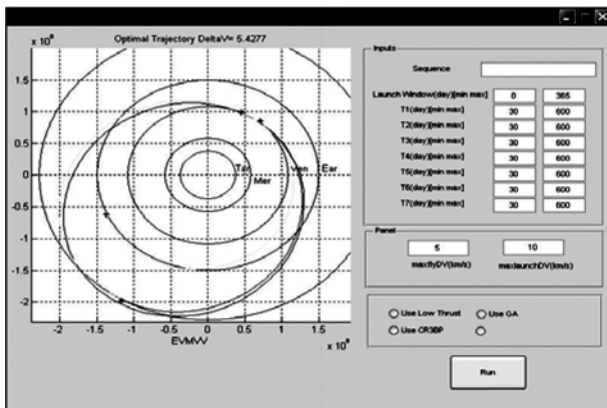 Optimal Trajectory DeltaV= 5.4277
x 10⁸
1.5
1
0.5
0
-0.5
-1
-1.5
-2
-2 -1.5 -1 -0.5 0 0.5 1 1.5
x 10⁸
Tar
Mer
Ven
Ear
Inputs
Sequence
Launch Window(day)[min max] 0 365
T1(day)[min max] 30 600
T2(day)[min max] 30 600
T3(day)[min max] 30 600
T4(day)[min max] 30 600
T5(day)[min max] 30 600
T6(day)[min max] 30 600
T7(day)[min max] 30 600
Panel
5 10
maxflyDV(km/s) maxlaunchDV(km/s)
Use Low Thrust Use GA
Use CR3BP
Run